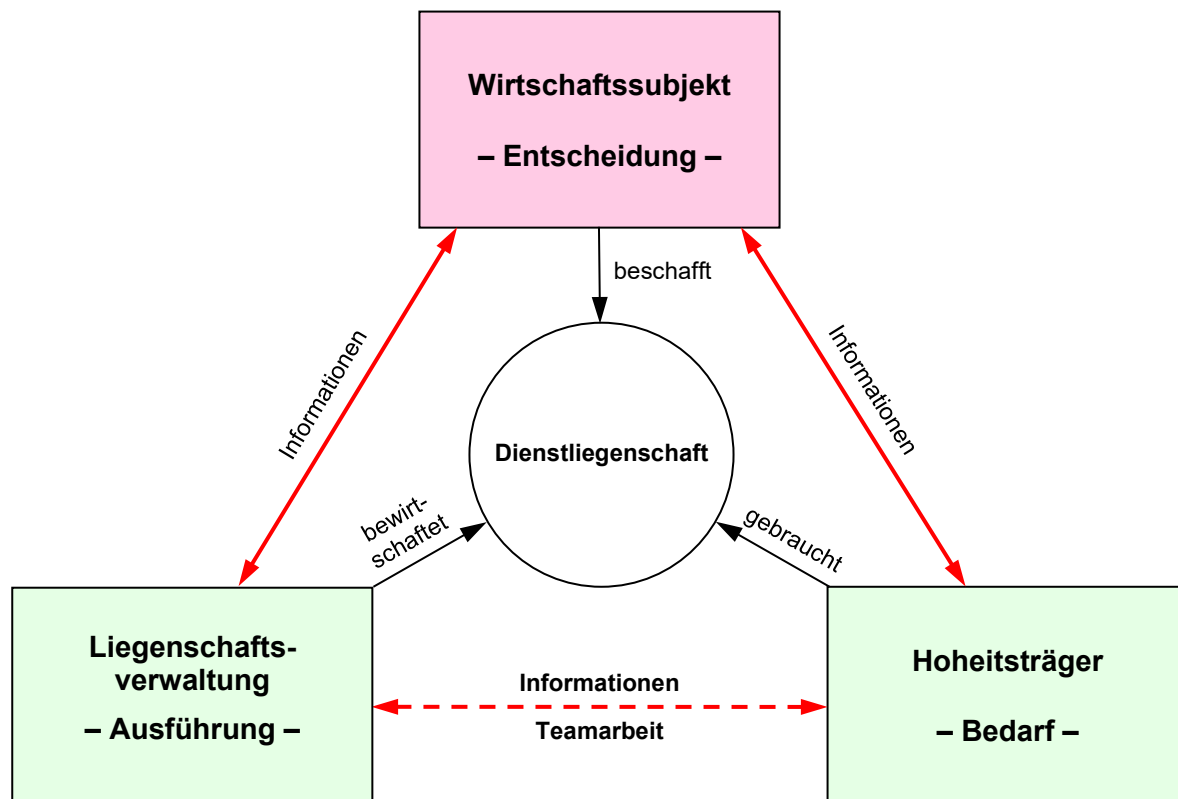 Wirtschaftssubjekt
– Entscheidung –
beschafft
Informationen
Informationen
Dienstliegenschaft
bewirt-
schaftet
gebraucht
Liegenschafts-
verwaltung
– Ausführung –
Informationen
Teamarbeit
Hoheitsträger
– Bedarf –